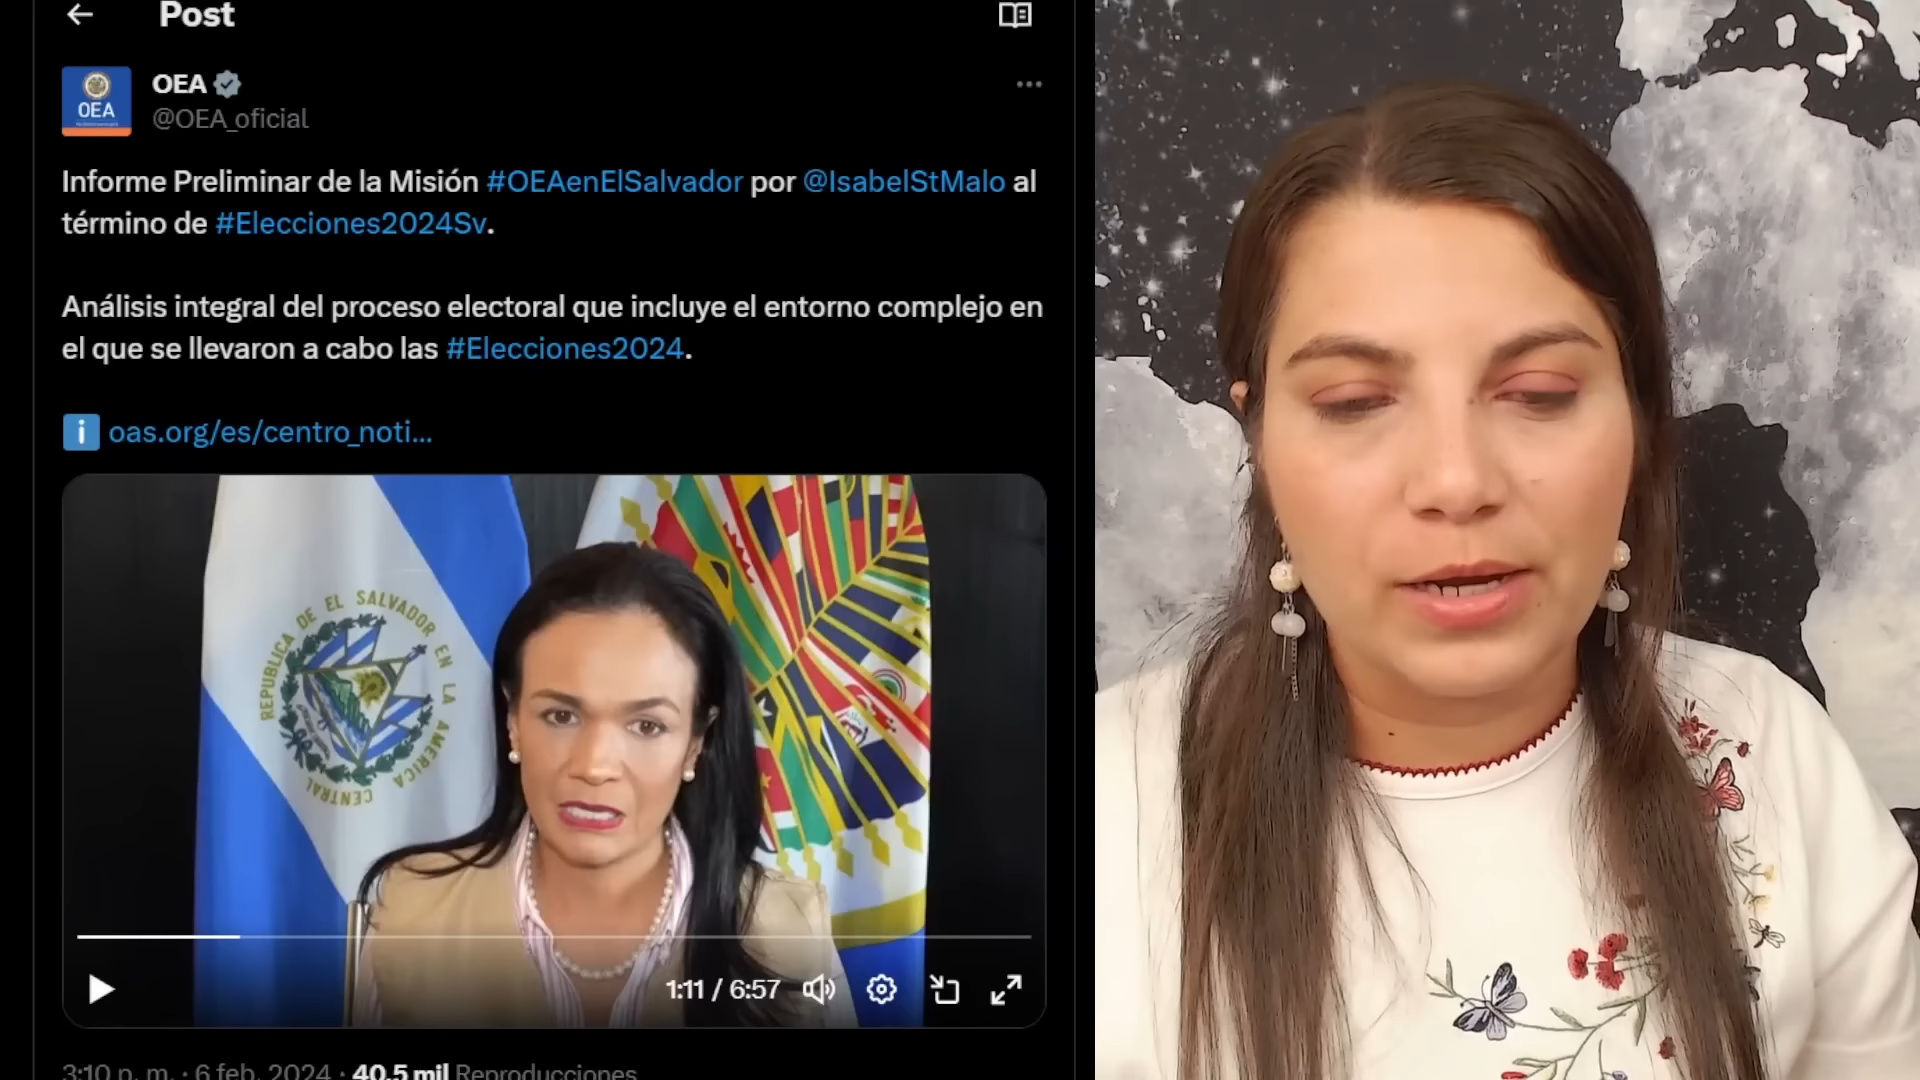 Post
OEA
@OEA_oficial
OEA
Informe Preliminar de la Misión #OEAenElSalvador por @IsabelStMalo al
término de #Elecciones2024Sv.
Análisis integral del proceso electoral que incluye el entorno complejo en
el que se llevaron a cabo las #Elecciones2024.
oas.org/es/centro_noti...
REPUBLICA DE EL SALVADOR EN LA AMERICA CENTRAL
1:11 / 6:57
3:10 p. m. · 6 feb. 2024 · 40.5 mil Reproducciones